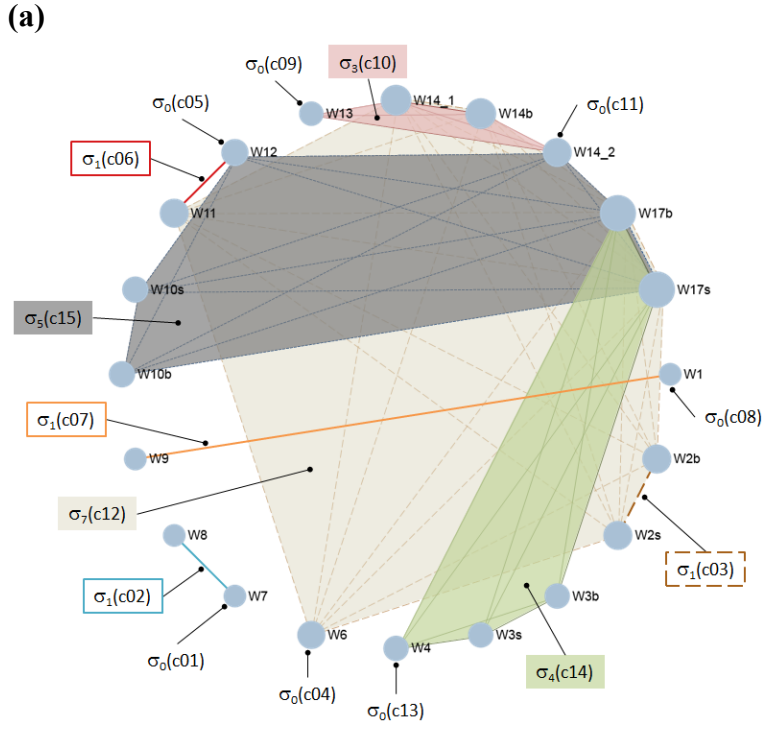 (a)
σ₀(c09)
σ₃(c10)
σ₀(c05)
W13
W14_1
W14b
σ₀(c11)
σ₁(c06)
W12
W14_2
W11
W17b
W10s
W17s
σ₅(c15)
W10b
W1
σ₁(c07)
σ₀(c08)
W9
W2b
σ₇(c12)
W8
W2s
σ₁(c02)
W7
W3b
σ₁(c03)
σ₀(c01)
W6
W4
W3s
σ₄(c14)
σ₀(c04)
σ₀(c13)